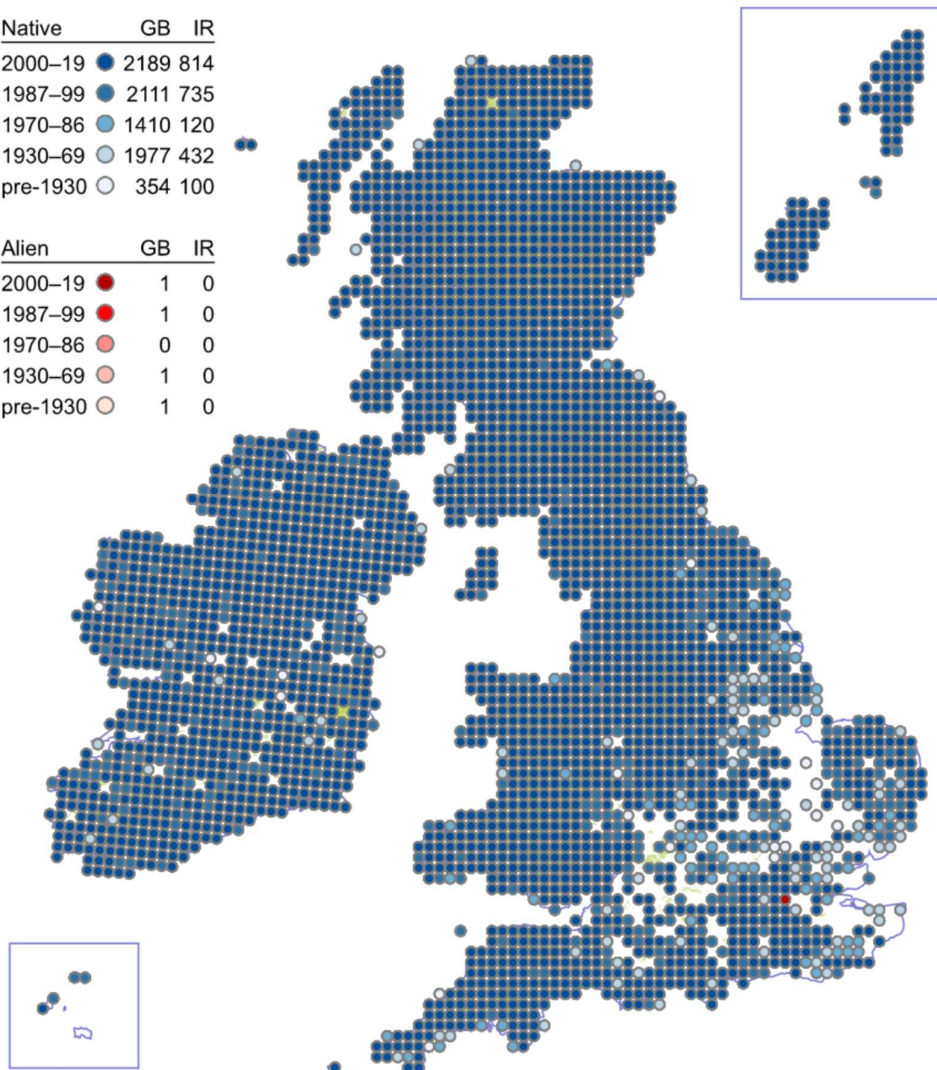 Native GB IR
2000–19 2189 814
1987–99 2111 735
1970–86 1410 120
1930–69 1977 432
pre-1930 354 100
Alien GB IR
2000–19 1 0
1987–99 1 0
1970–86 0 0
1930–69 1 0
pre-1930 1 0